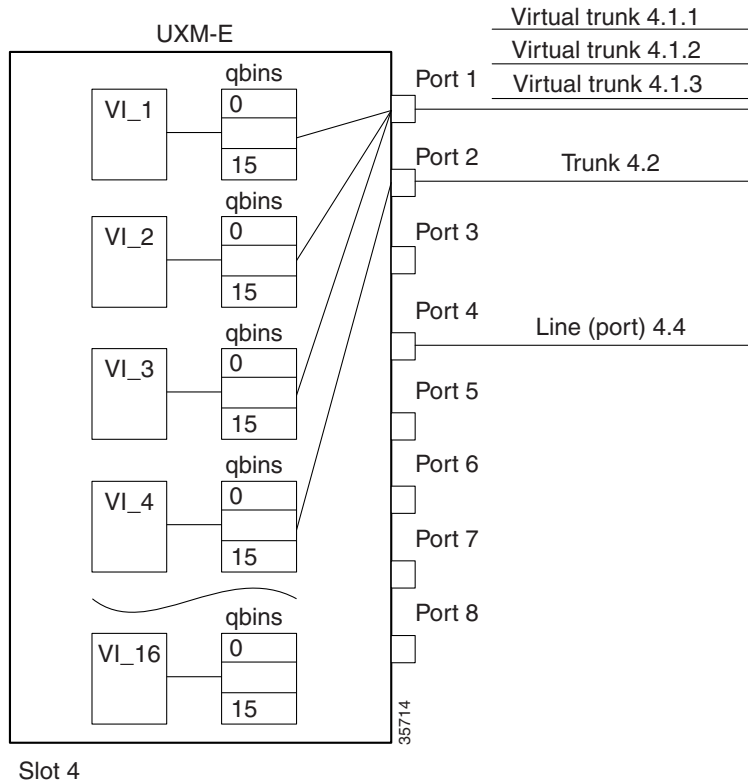 Virtual trunk 4.1.1
UXM-E
Virtual trunk 4.1.2
qbins
Port 1
Virtual trunk 4.1.3
VI_1
0
15
Port 2
Trunk 4.2
qbins
VI_2
0
15
Port 3
Port 4
Line (port) 4.4
qbins
VI_3
0
15
Port 5
qbins
Port 6
VI_4
0
15
Port 7
qbins
Port 8
VI_16
0
15
35714
Slot 4